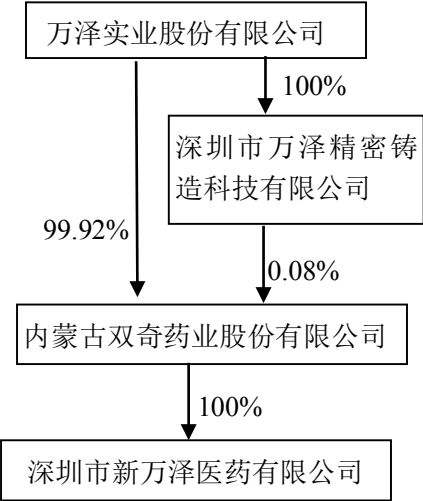 万泽实业股份有限公司
100%
深圳市万泽精密铸
造科技有限公司
99.92%
0.08%
内蒙古双奇药业股份有限公司
100%
深圳市新万泽医药有限公司